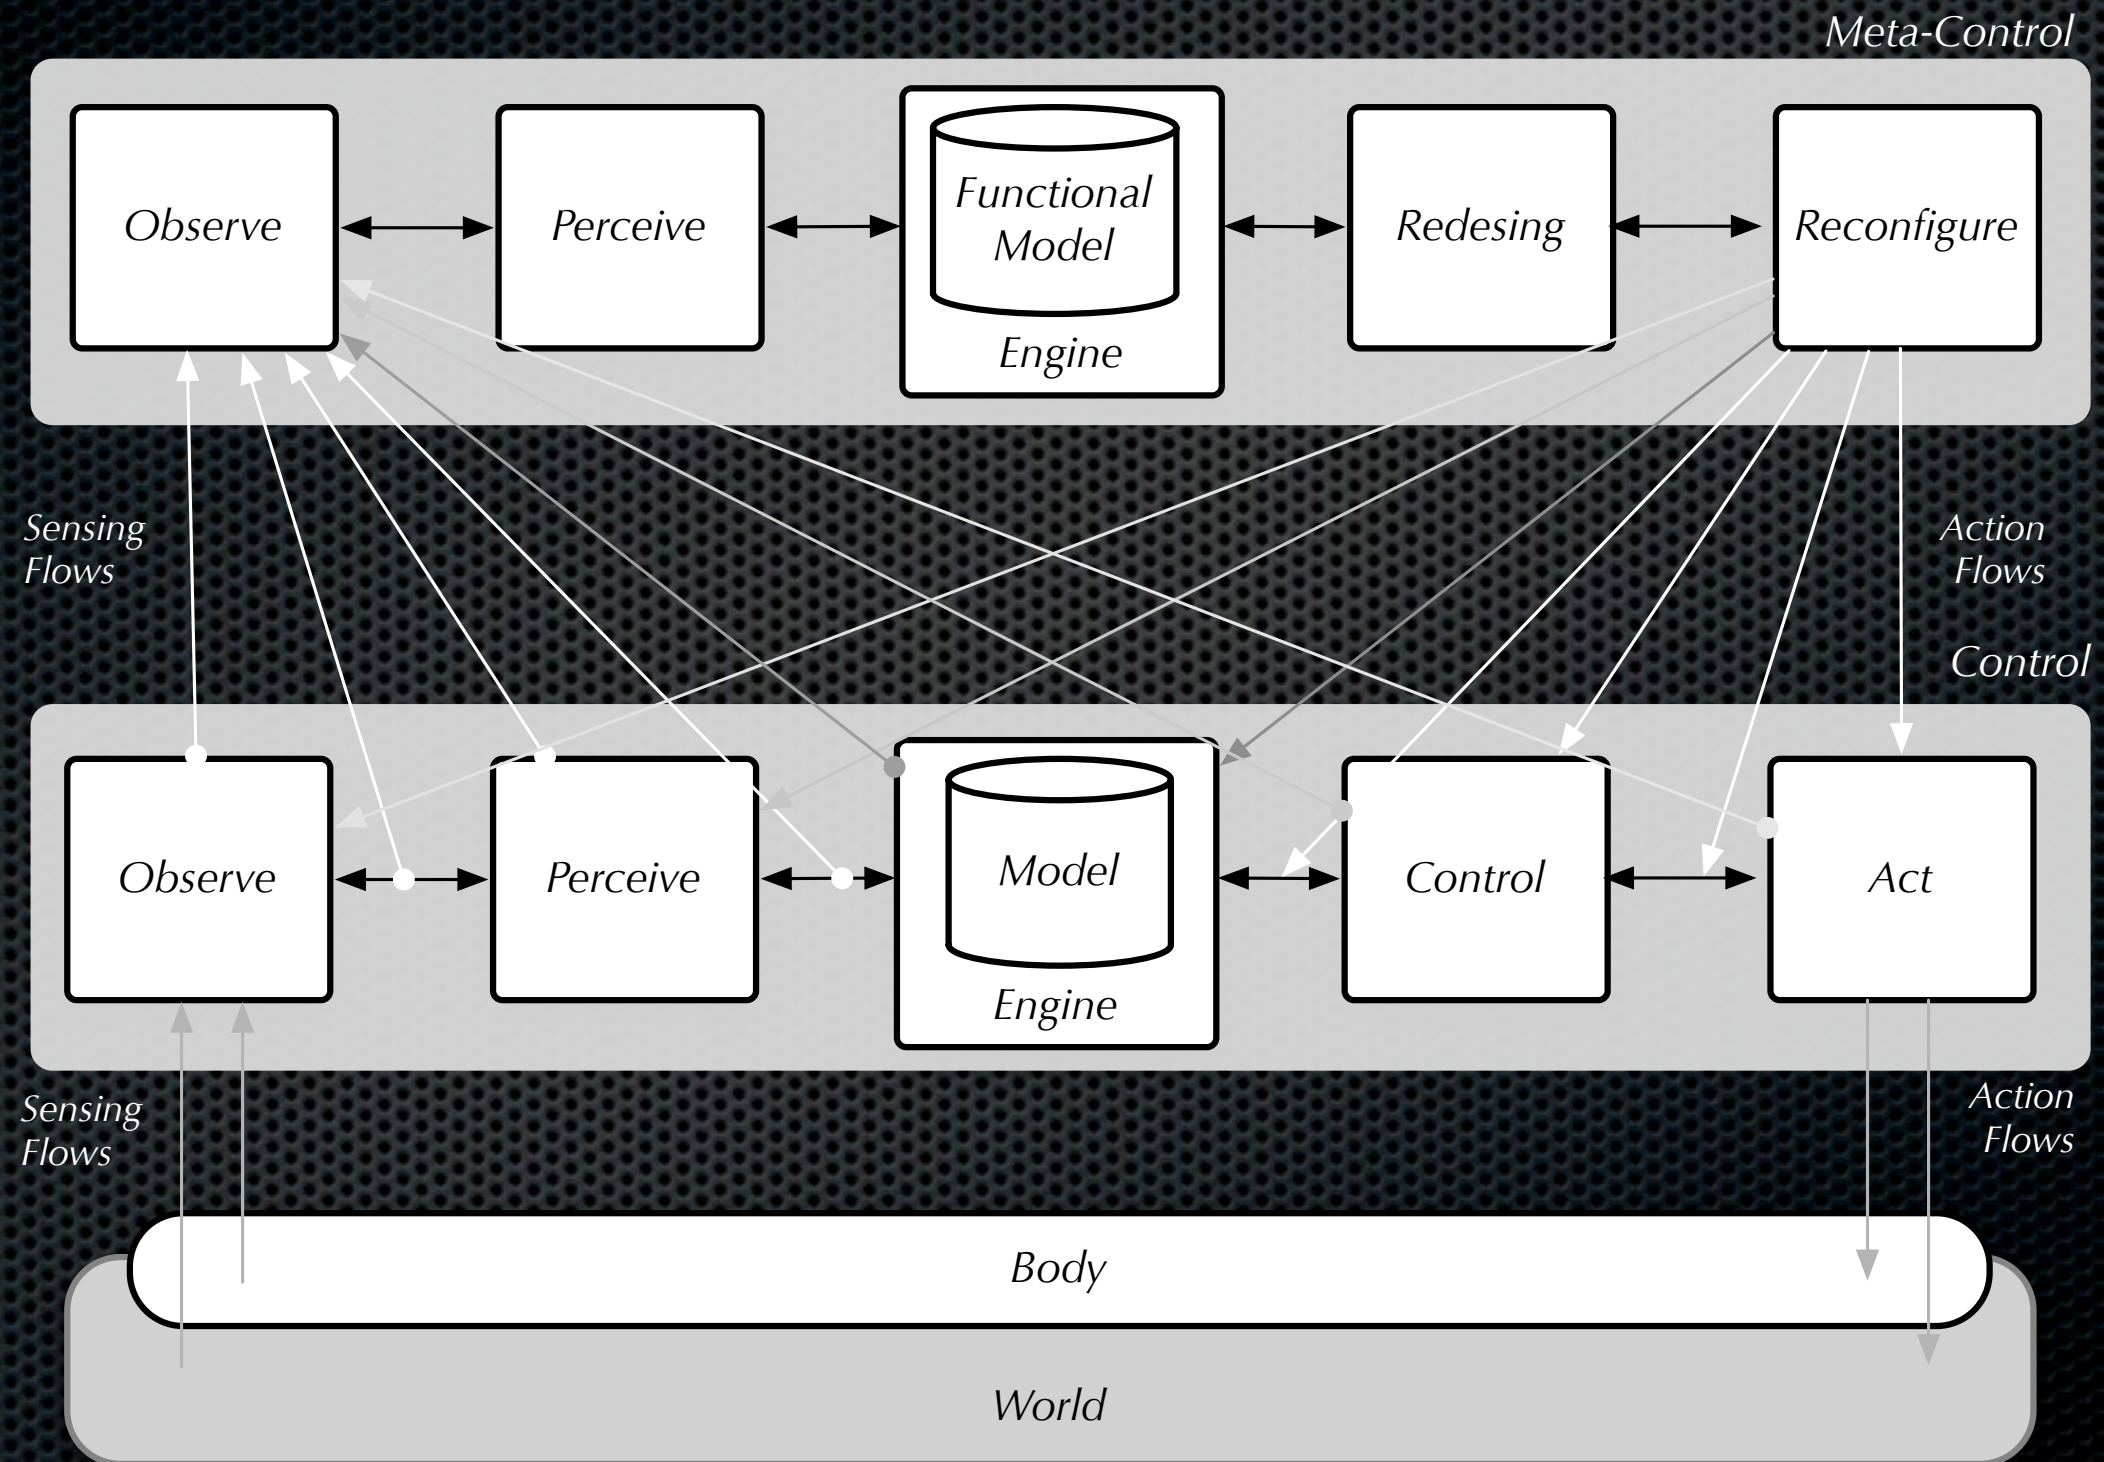 Meta-Control
Observe
Perceive
Functional
Model
Engine
Redesing
Reconfigure
Sensing
Flows
Action
Flows
Control
Observe
Perceive
Model
Engine
Control
Act
Sensing
Flows
Action
Flows
Body
World